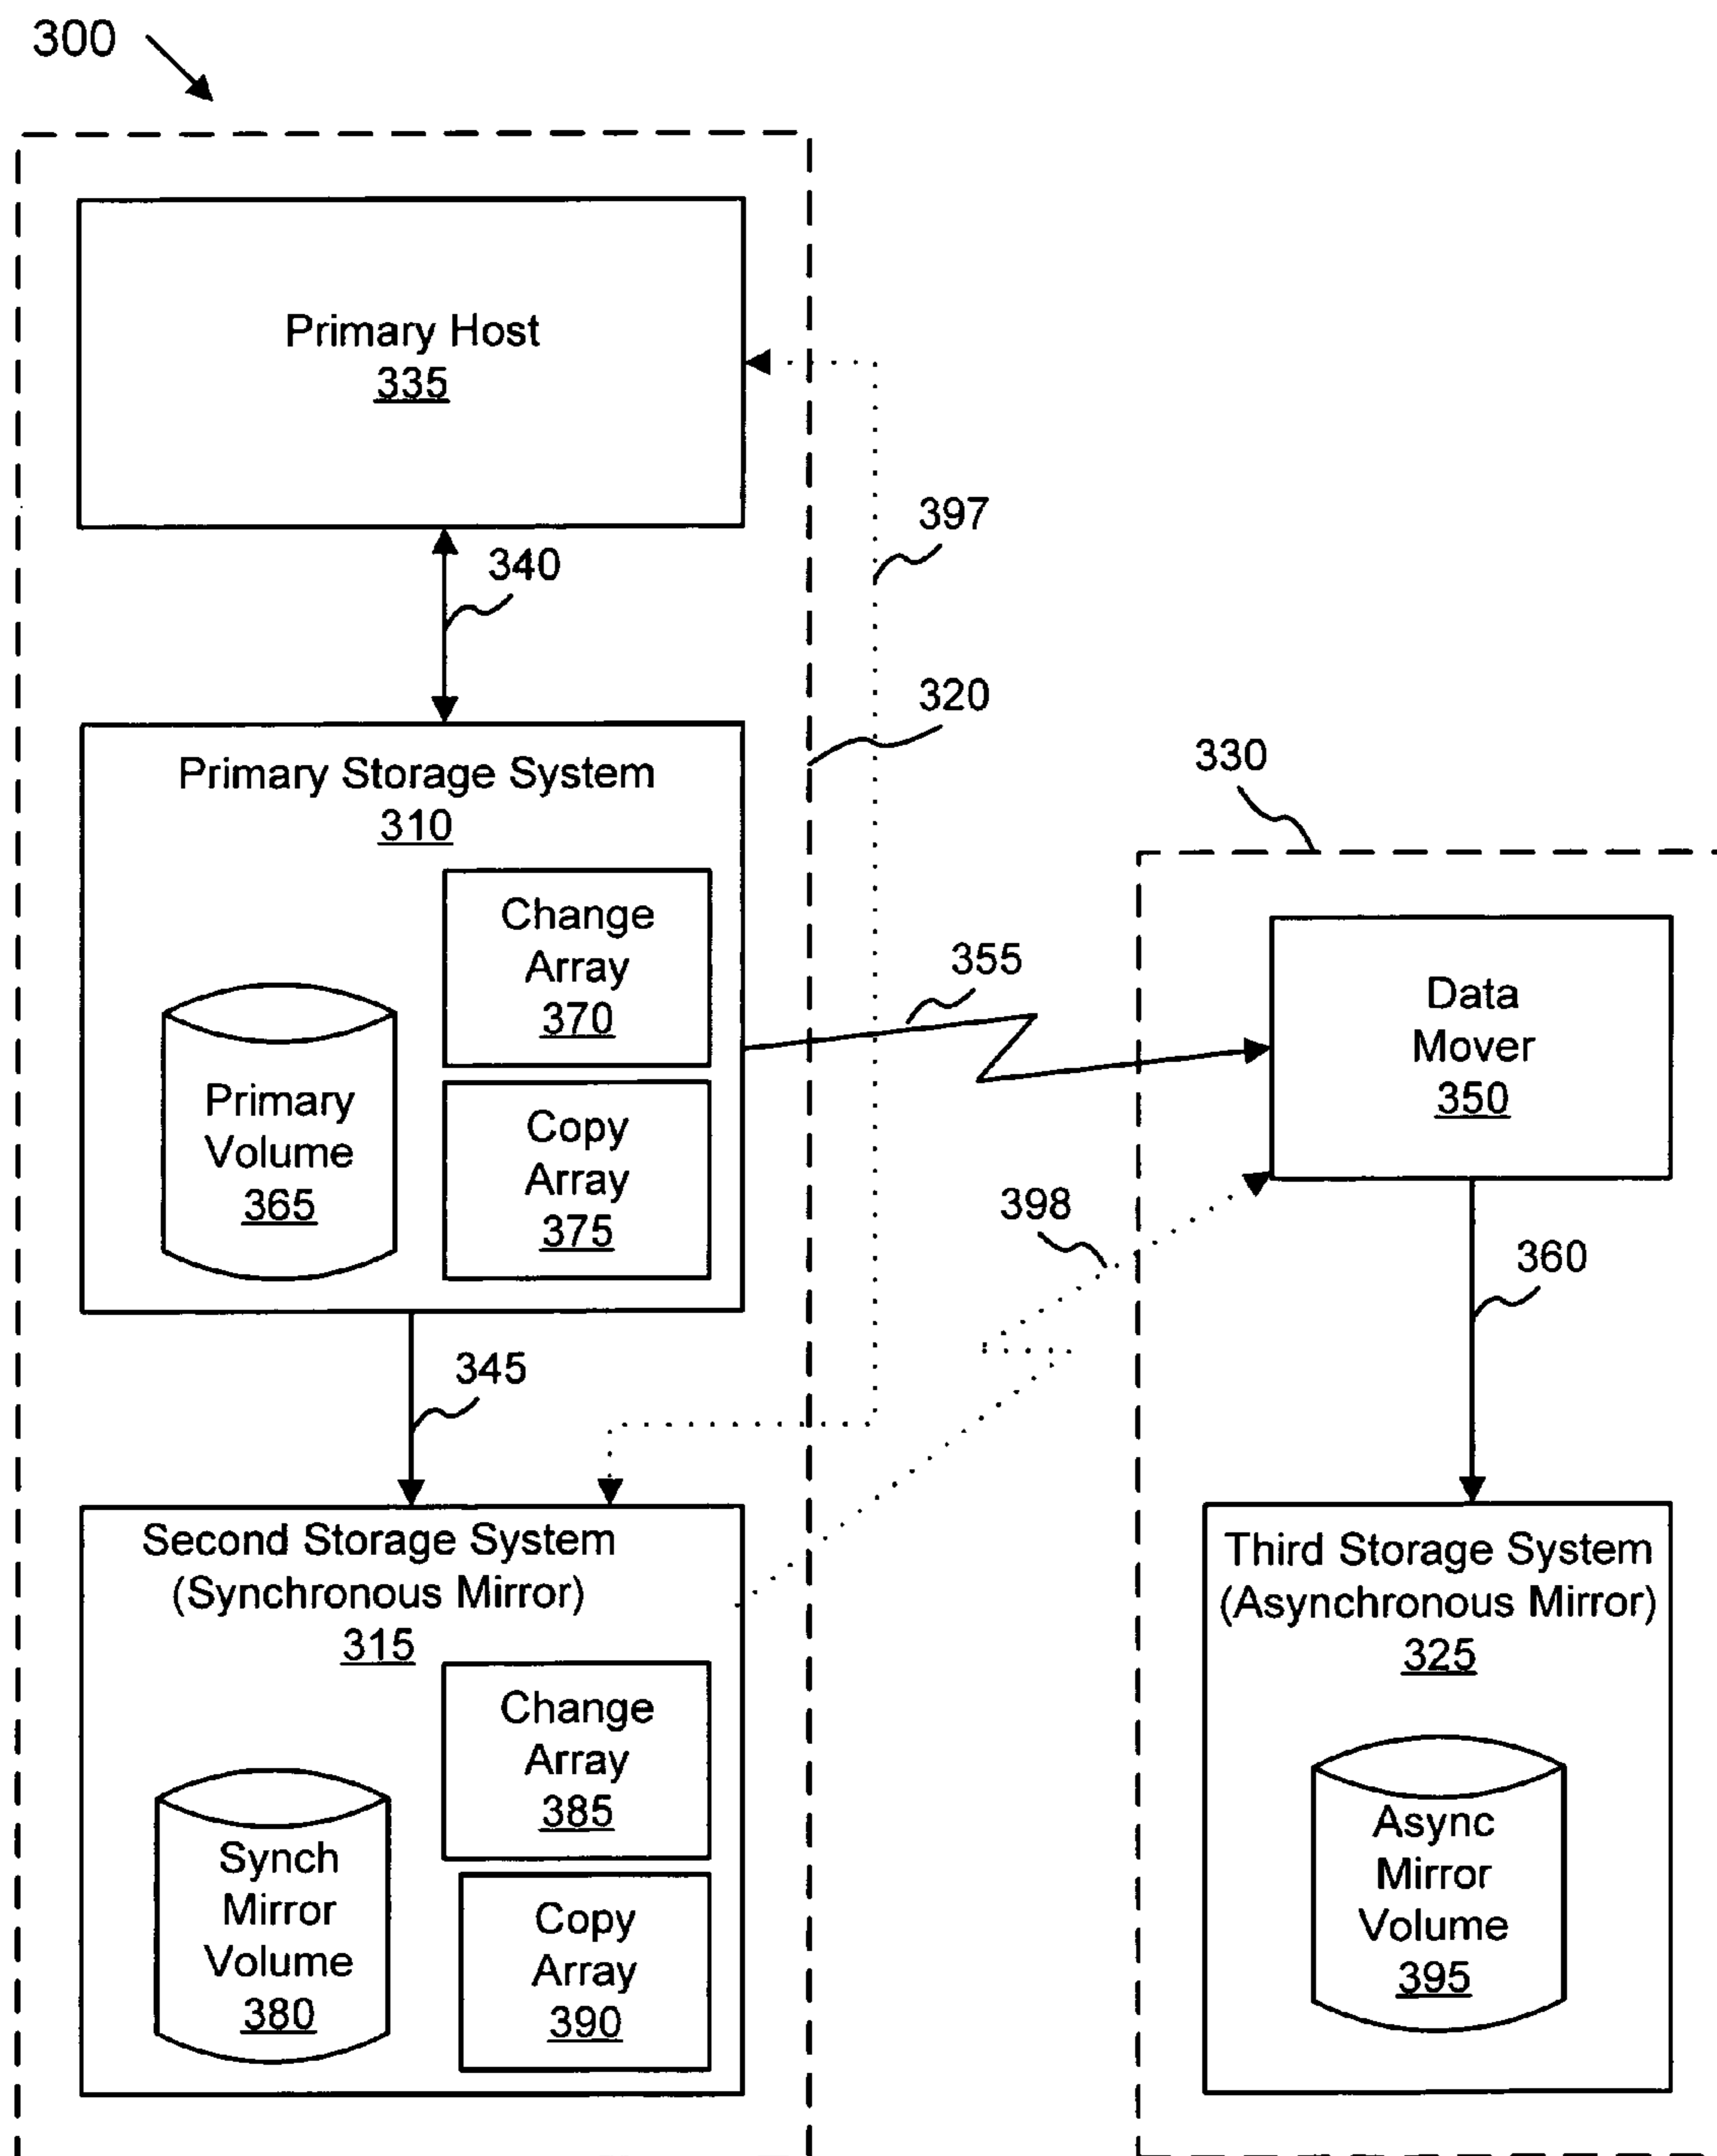 300
Primary Host
335
340
397
320
Primary Storage System
310
Change
Array
370
Primary
Volume
365
Copy
Array
375
355
330
Data
Mover
350
398
360
345
Second Storage System
(Synchronous Mirror)
315
Change
Array
385
Synch
Mirror
Volume
380
Copy
Array
390
Third Storage System
(Asynchronous Mirror)
325
Async
Mirror
Volume
395